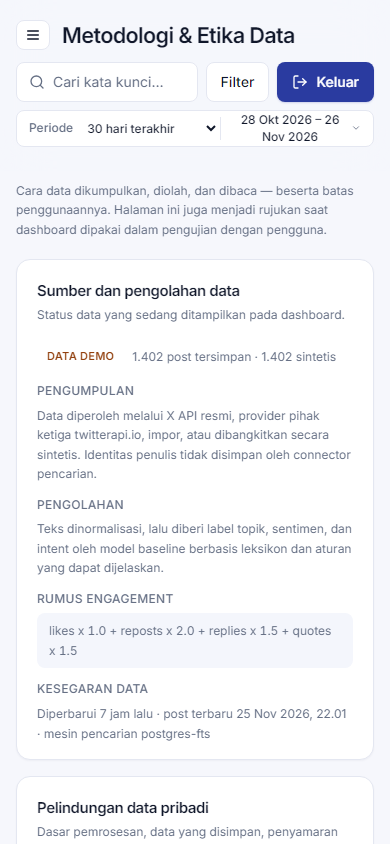 Metodologi & Etika Data
Cari kata kunci...
Filter
Keluar
Periode
30 hari terakhir
28 Okt 2026 – 26
Nov 2026
Cara data dikumpulkan, diolah, dan dibaca — beserta batas
penggunaannya. Halaman ini juga menjadi rujukan saat
dashboard dipakai dalam pengujian dengan pengguna.
Sumber dan pengolahan data
Status data yang sedang ditampilkan pada dashboard.
DATA DEMO
1.402 post tersimpan · 1.402 sintetis
PENGUMPULAN
Data diperoleh melalui X API resmi, provider pihak
ketiga twitterapi.io, impor, atau dibangkitkan secara
sintetis. Identitas penulis tidak disimpan oleh connector
pencarian.
PENGOLAHAN
Teks dinormalisasi, lalu diberi label topik, sentimen, dan
intent oleh model baseline berbasis leksikon dan aturan
yang dapat dijelaskan.
RUMUS ENGAGEMENT
likes x 1.0 + reposts x 2.0 + replies x 1.5 + quotes
x 1.5
KESEGARAN DATA
Diperbarui 7 jam lalu · post terbaru 25 Nov 2026, 22.01
· mesin pencarian postgres-fts
Pelindungan data pribadi
Dasar pemrosesan, data yang disimpan, penyamaran